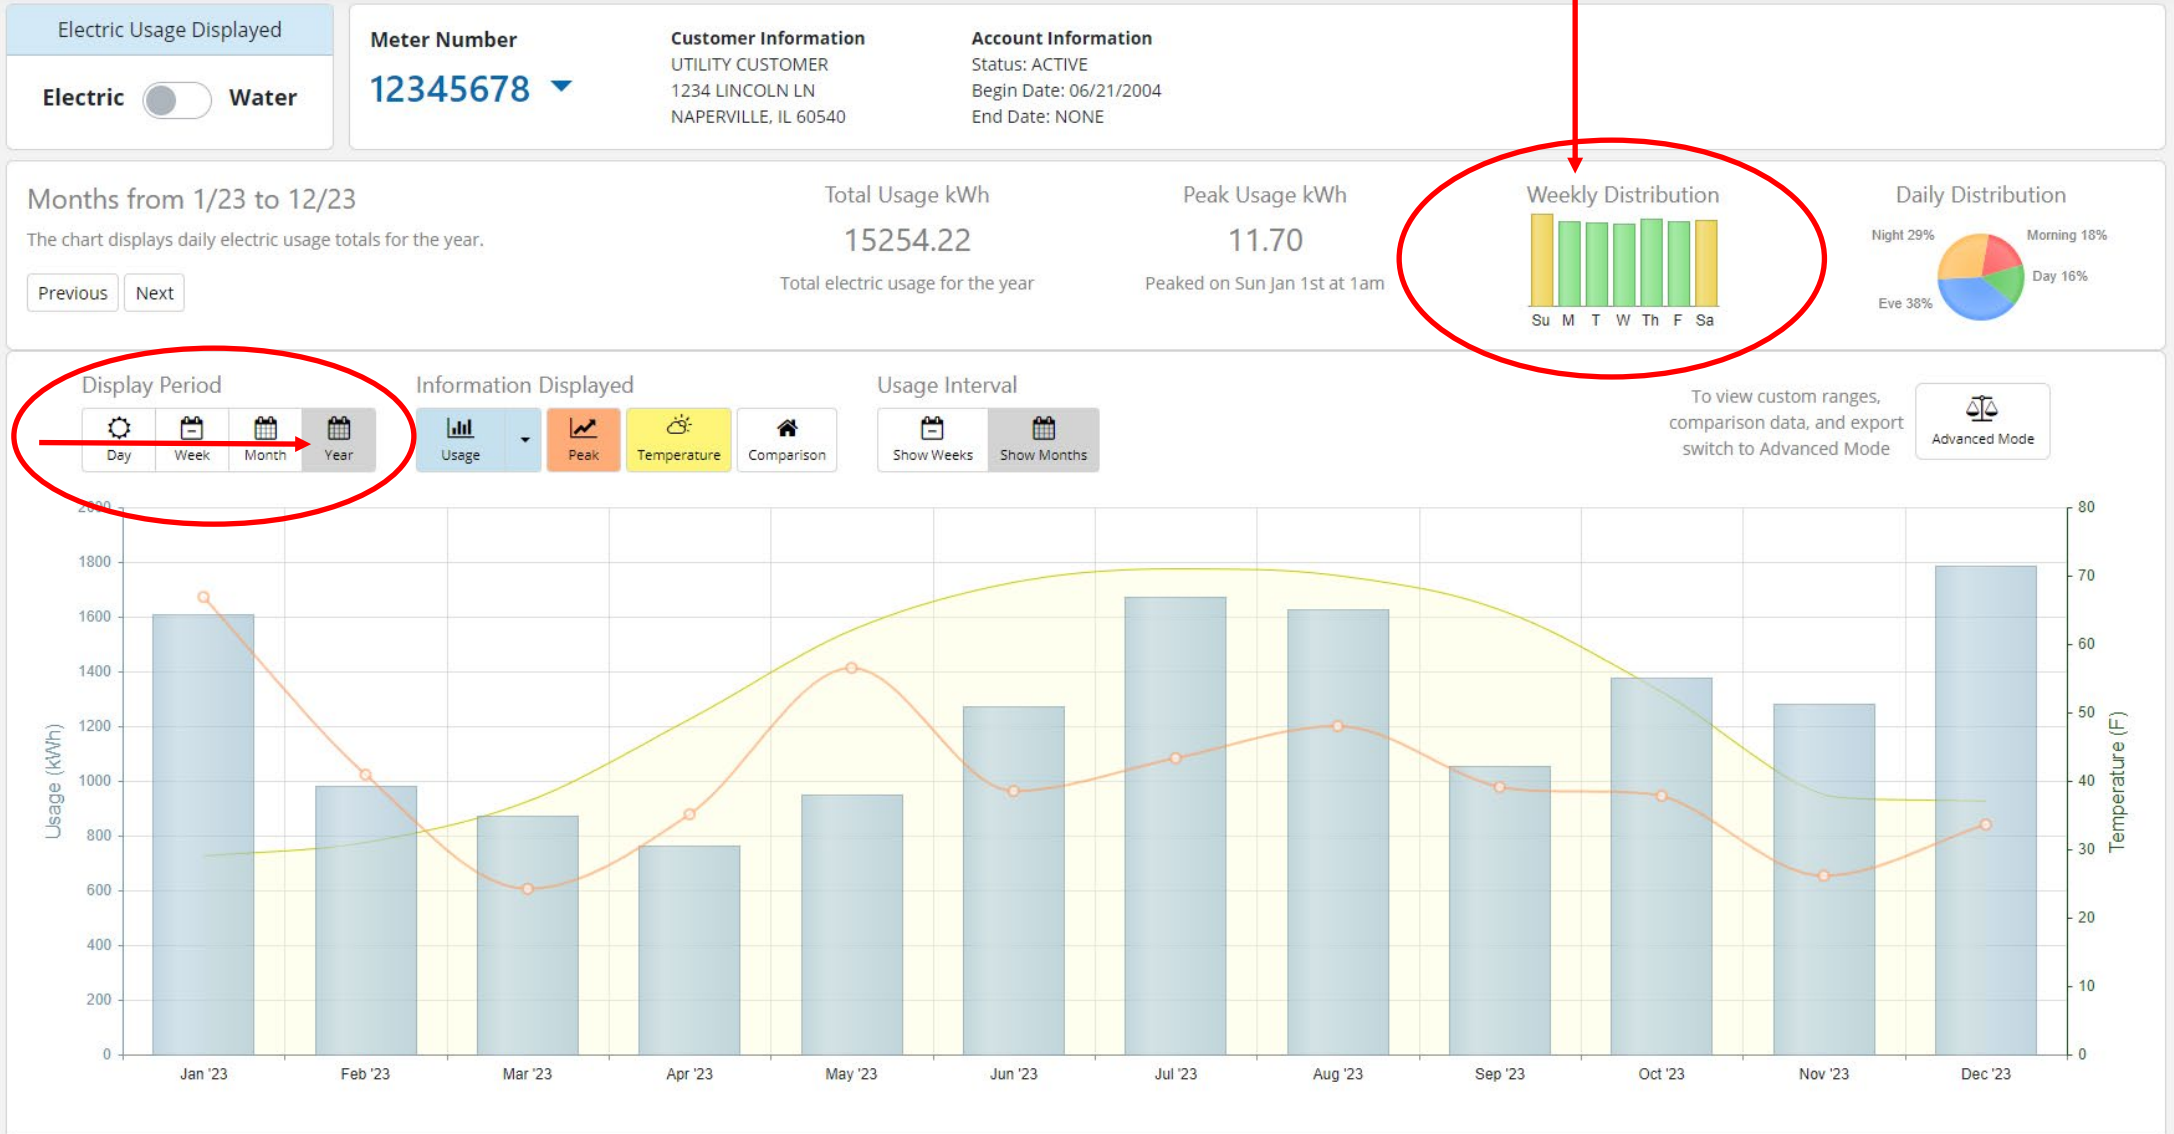 Electric Usage Displayed
Electric Water
Meter Number
12345678
Customer Information
UTILITY CUSTOMER
1234 LINCOLN LN
NAPERVILLE, IL 60540
Account Information
Status: ACTIVE
Begin Date: 06/21/2004
End Date: NONE
Months from 1/23 to 12/23
The chart displays daily electric usage totals for the year.
Previous Next
Total Usage kWh
15254.22
Total electric usage for the year
Peak Usage kWh
11.70
Peaked on Sun Jan 1st at 1am
Weekly Distribution
Su M T W Th F Sa
Daily Distribution
Night 29% Morning 18%
Day 16%
Eve 38%
Display Period
Day Week Month Year
Information Displayed
Usage Peak Temperature Comparison
Usage Interval
Show Weeks Show Months
To view custom ranges,
comparison data, and export
switch to Advanced Mode
Advanced Mode
Usage (kWh)
2000
1800
1600
1400
1200
1000
800
600
400
200
0
80
70
60
50
40
30
20
10
0
Temperature (F)
Jan '23 Feb '23 Mar '23 Apr '23 May '23 Jun '23 Jul '23 Aug '23 Sep '23 Oct '23 Nov '23 Dec '23